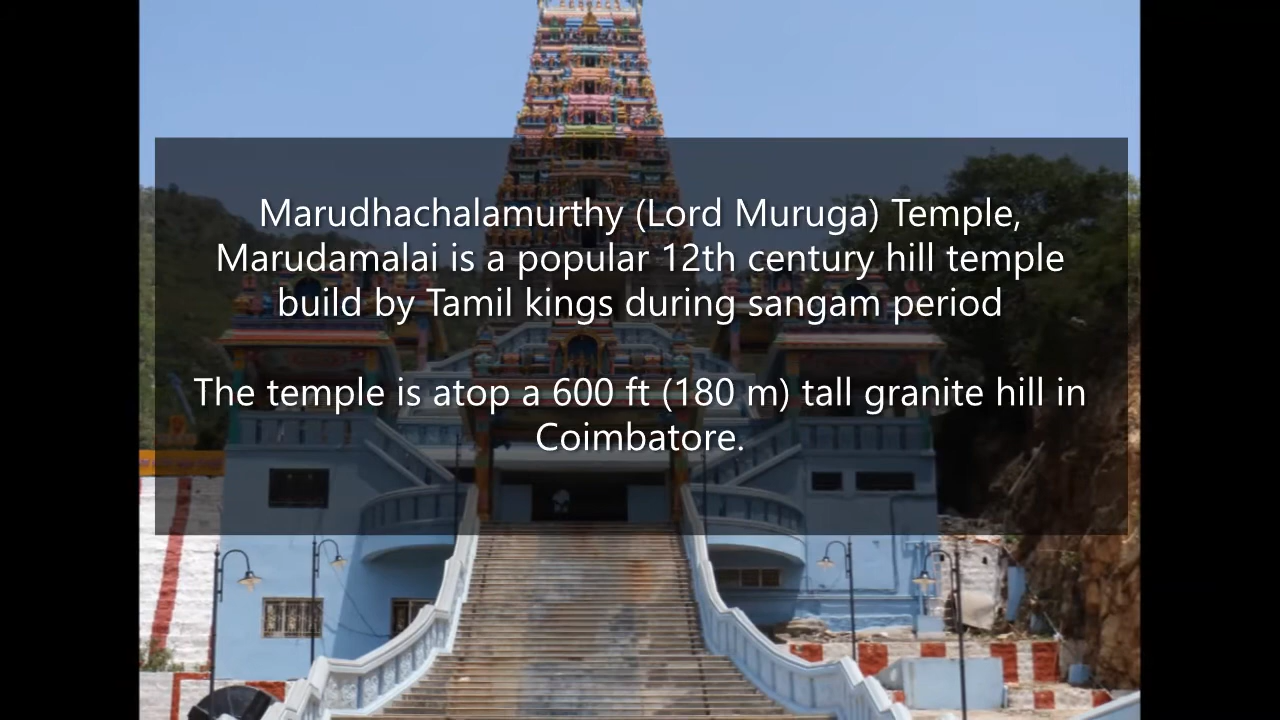 Marudhachalamurthy (Lord Muruga) Temple,
Marudamalai is a popular 12th century hill temple
build by Tamil kings during sangam period
The temple is atop a 600 ft (180 m) tall granite hill in
Coimbatore.